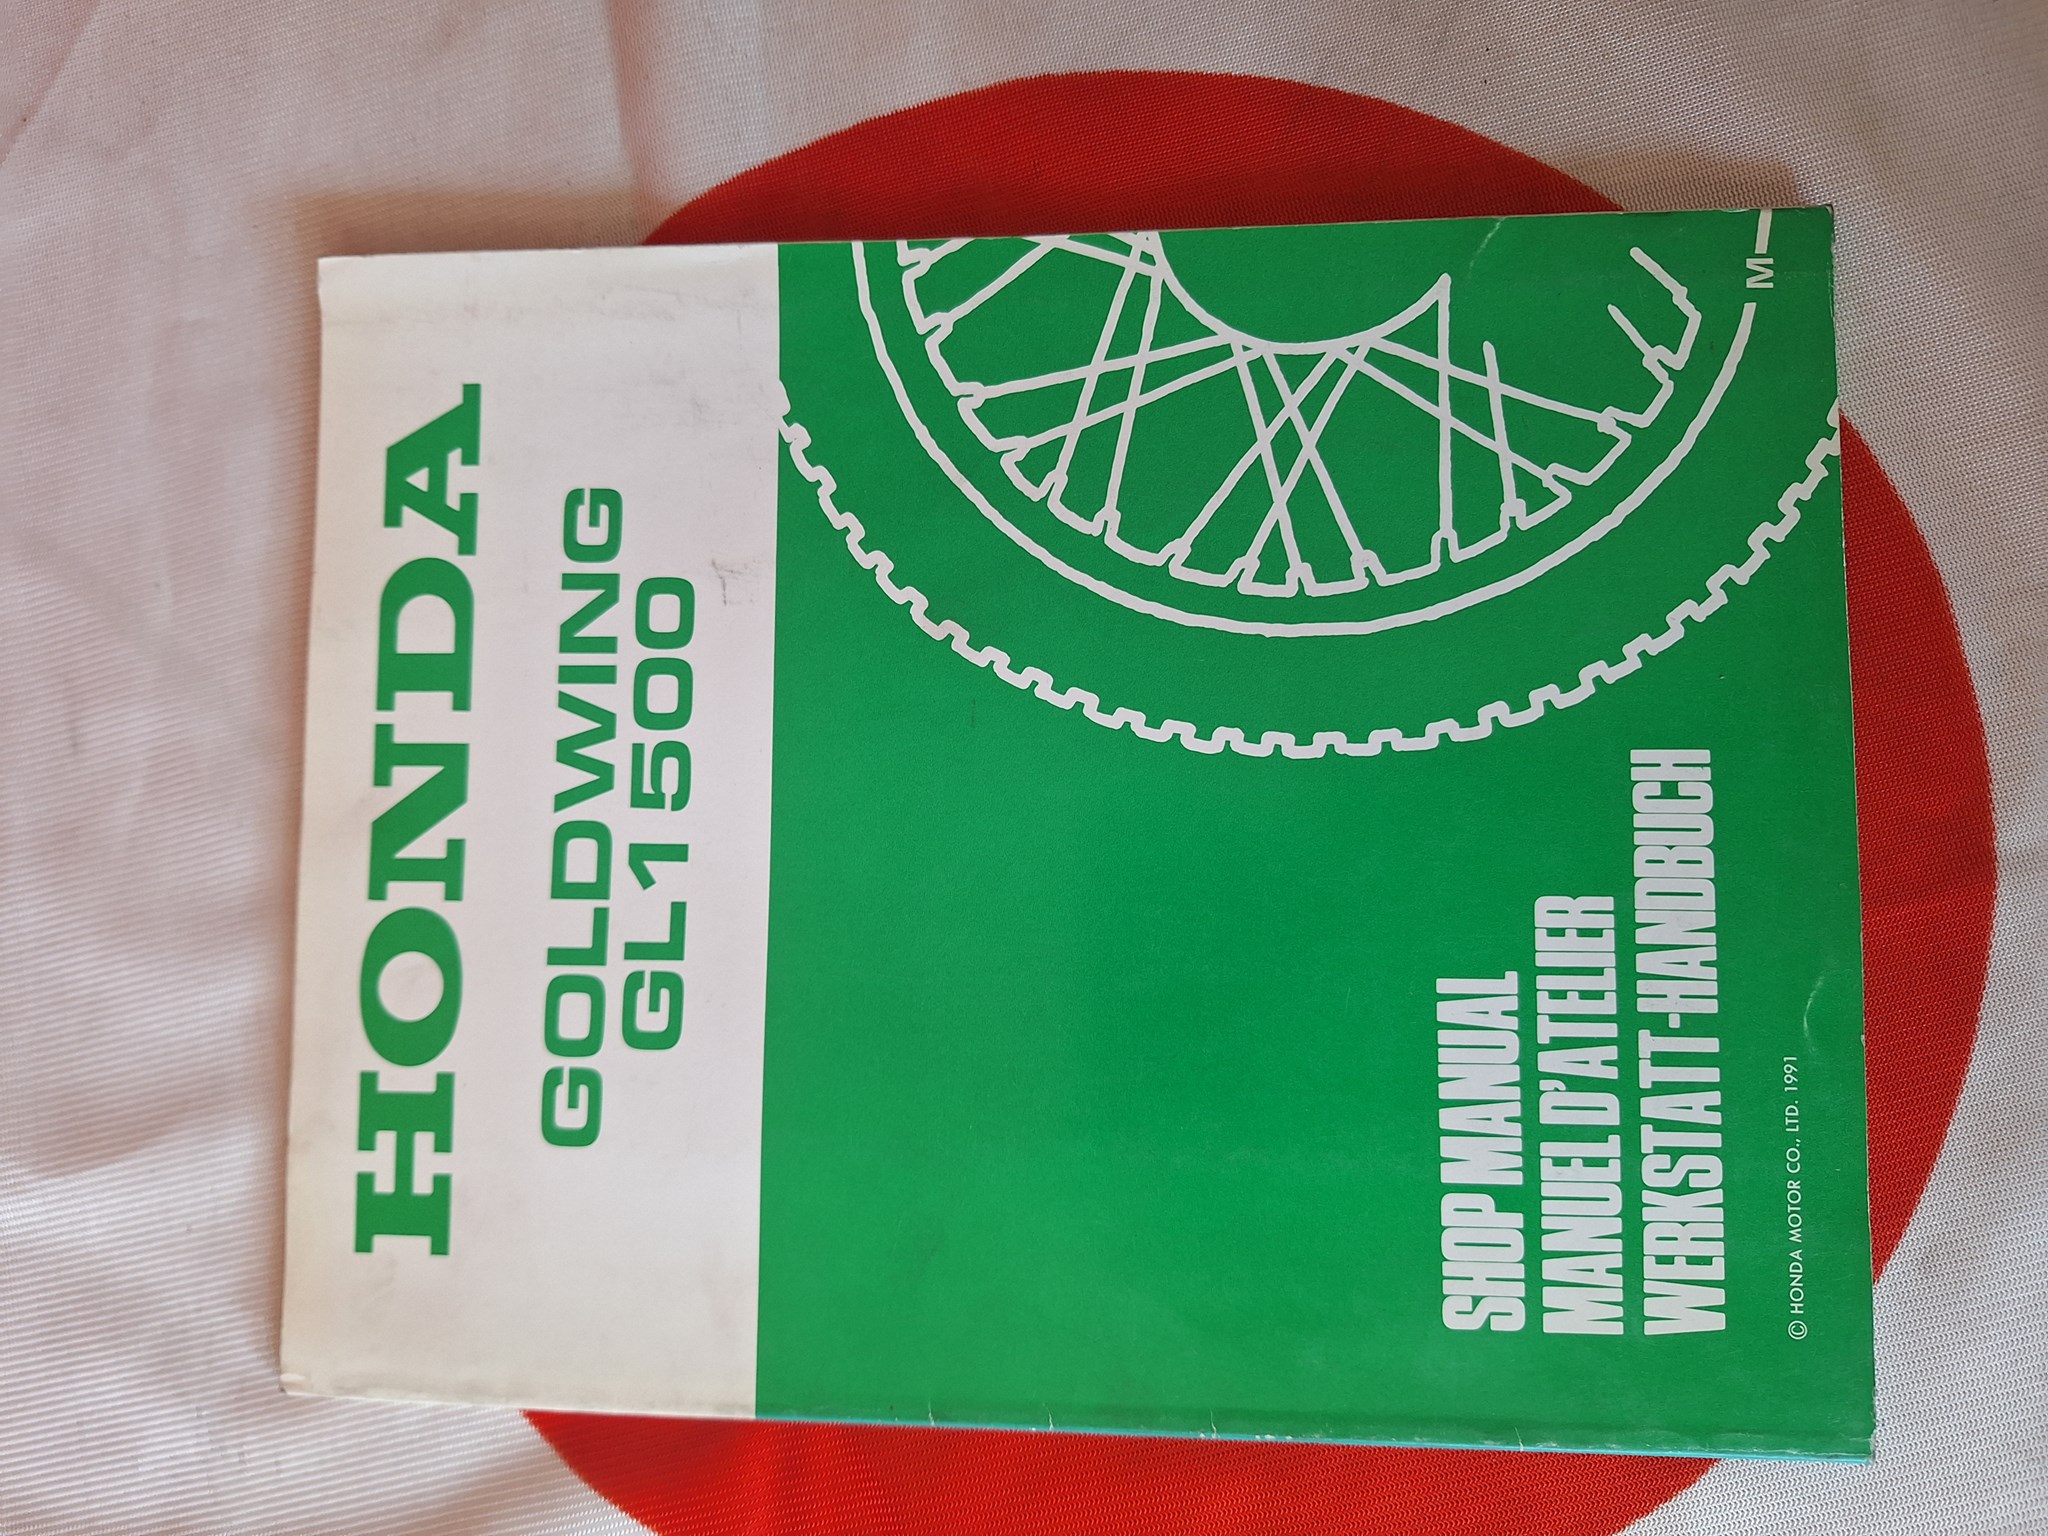 HONDA
GOLDWING
GL1500
SHOP MANUAL
MANUEL D'ATELIER
WERKSTATT-HANDBUCH
© HONDA MOTOR CO., LTD. 1991
M